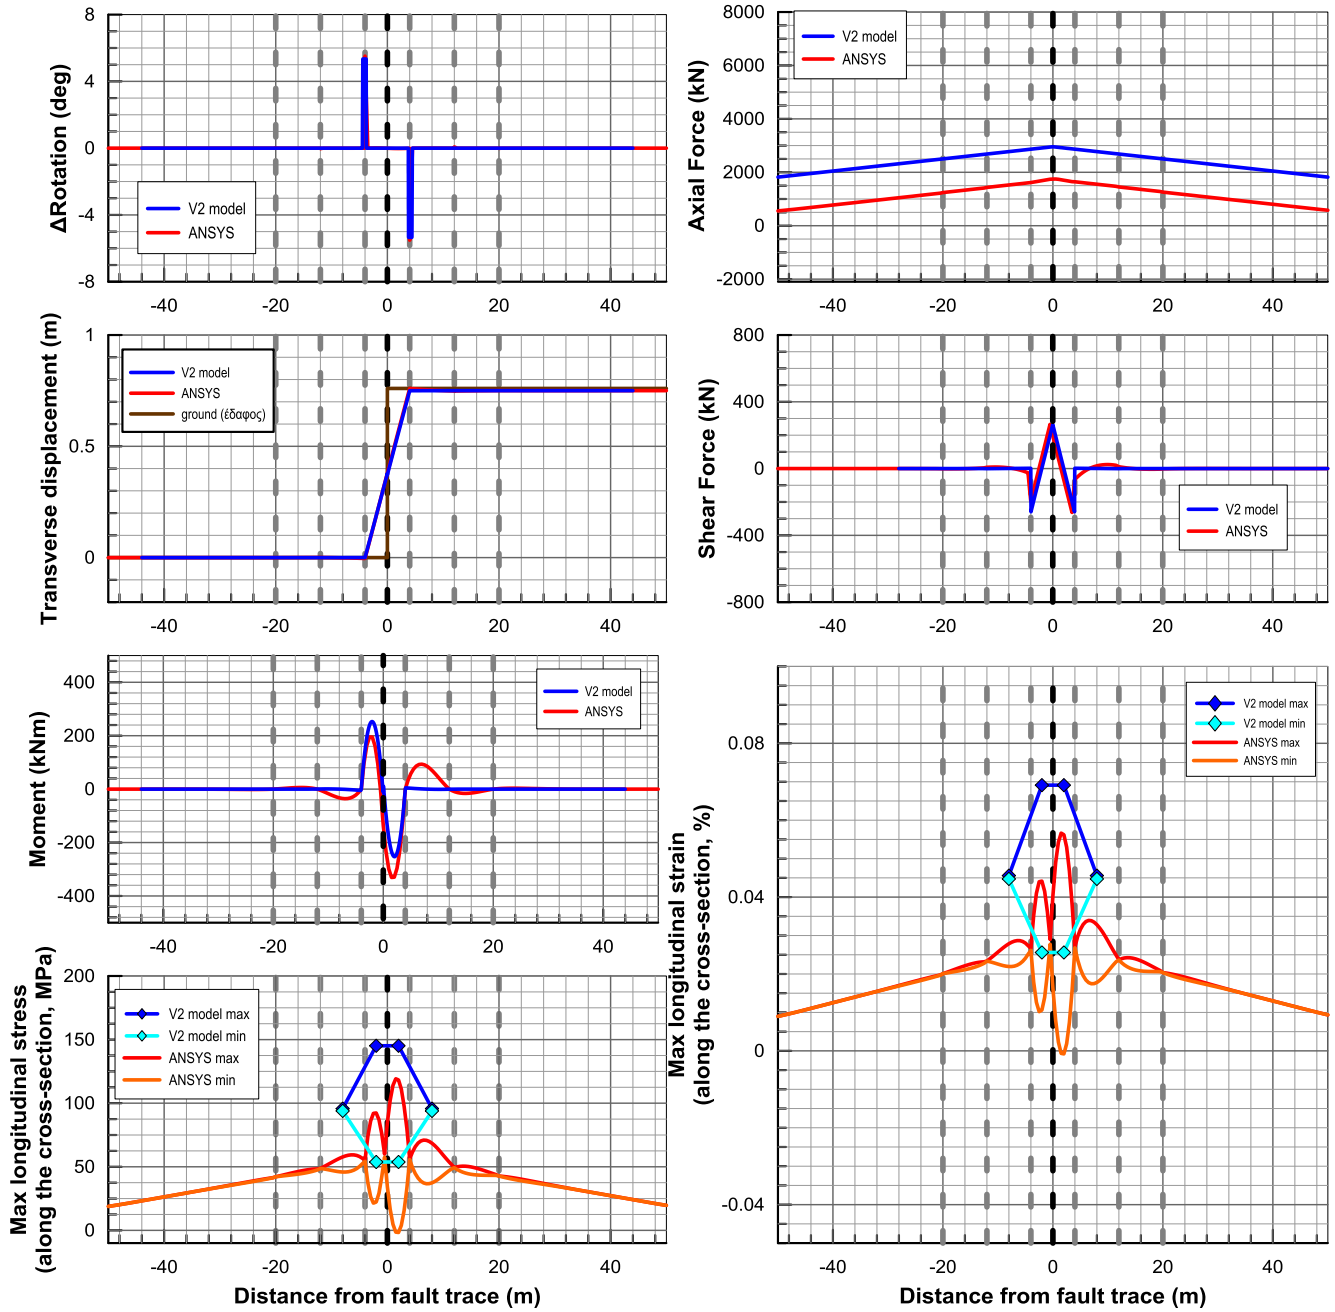 ΔRotation (deg)
8
4
0
-4
-8
V2 model
ANSYS
-40
-20
0
20
40
Axial Force (kN)
8000
6000
4000
2000
0
-2000
V2 model
ANSYS
-40
-20
0
20
40
Transverse displacement (m)
1
0.5
0
V2 model
ANSYS
ground (έδαφος)
-40
-20
0
20
40
Shear Force (kN)
800
400
0
-400
-800
V2 model
ANSYS
-40
-20
0
20
40
Moment (kNm)
400
200
0
-200
-400
V2 model
ANSYS
-40
-20
0
20
40
Max longitudinal stress
(along the cross-section, MPa)
200
150
100
50
0
V2 model max
V2 model min
ANSYS max
ANSYS min
-40
-20
0
20
40
Distance from fault trace (m)
Max longitudinal strain
(along the cross-section, %)
0.08
0.04
0
-0.04
V2 model max
V2 model min
ANSYS max
ANSYS min
-40
-20
0
20
40
Distance from fault trace (m)